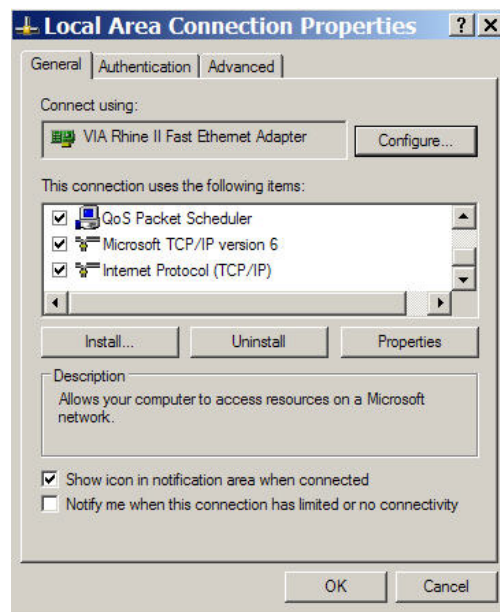 Local Area Connection Properties ? X
General Authentication Advanced
Connect using:
VIA Rhine II Fast Ethernet Adapter Configure...
This connection uses the following items:
QoS Packet Scheduler
Microsoft TCP/IP version 6
Internet Protocol (TCP/IP)
Install... Uninstall Properties
Description
Allows your computer to access resources on a Microsoft
network.
Show icon in notification area when connected
Notify me when this connection has limited or no connectivity
OK Cancel